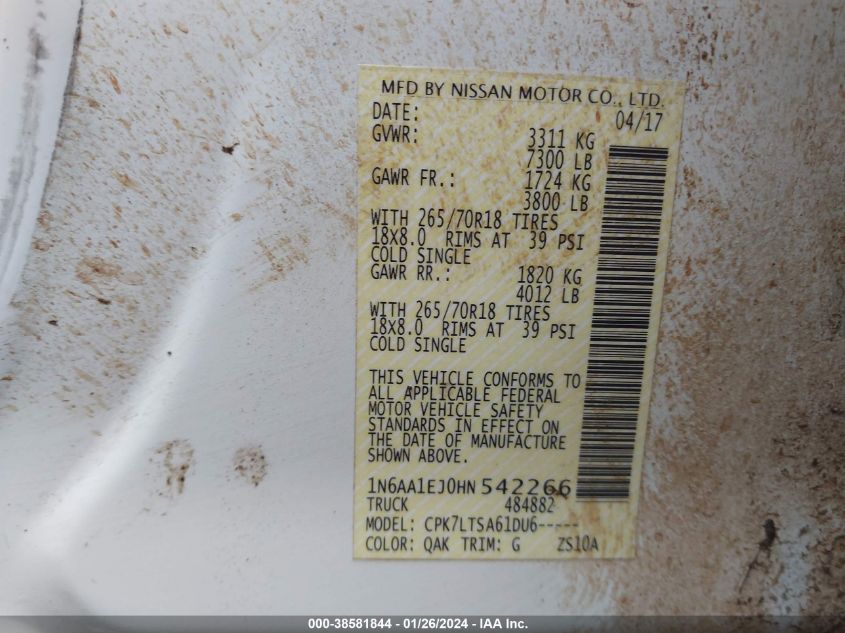 MFD BY NISSAN MOTOR CO., LTD.
DATE: 04/17
GVWR: 3311 KG
7300 LB
GAWR FR.: 1724 KG
3800 LB
WITH 265/70R18 TIRES
18X8.0 RIMS AT 39 PSI
COLD SINGLE
GAWR RR.: 1820 KG
4012 LB
WITH 265/70R18 TIRES
18X8.0 RIMS AT 39 PSI
COLD SINGLE
THIS VEHICLE CONFORMS TO
ALL APPLICABLE FEDERAL
MOTOR VEHICLE SAFETY
STANDARDS IN EFFECT ON
THE DATE OF MANUFACTURE
SHOWN ABOVE.
1N6AA1EJ0HN542266
TRUCK 484882
MODEL: CPK7LTSA61DU6-----
COLOR: QAK TRIM: G ZS10A
000-38581844 - 01/26/2024 - IAA Inc.